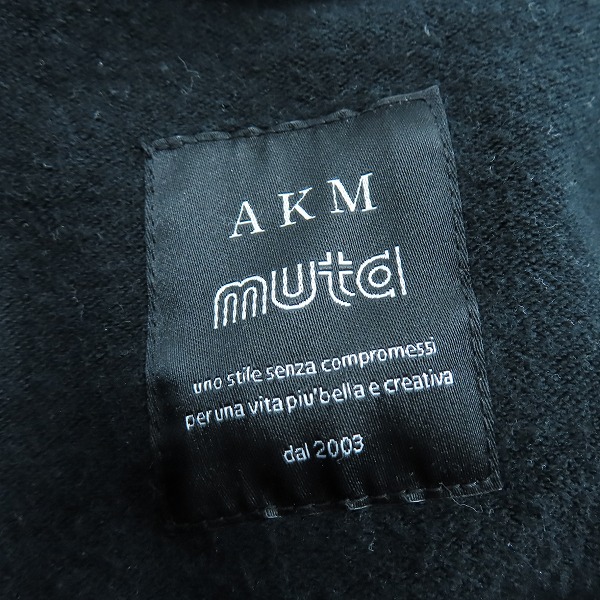 AKM
muta
uno stile senza compromessi
per una vita piu' bella e creativa
dal 2003